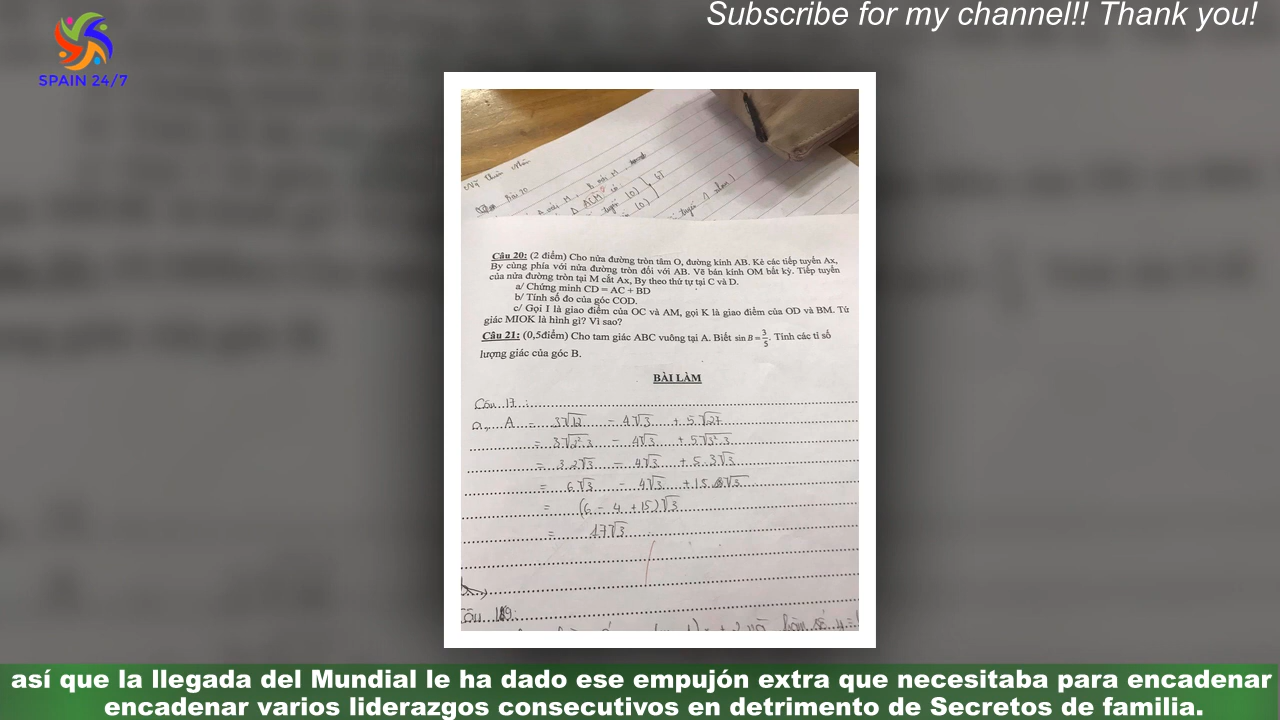 Subscribe for my channel!! Thank you!
SPAIN 24/7
Câu 20: (2 điểm) Cho nửa đường tròn tâm O, đường kính AB. Kẻ các tiếp tuyến Ax,
By cùng phía với nửa đường tròn đối với AB. Vẽ bán kính OM bất kỳ. Tiếp tuyến
của nửa đường tròn tại M cắt Ax, By theo thứ tự tại C và D.
a/ Chứng minh CD = AC + BD
b/ Tính số đo của góc COD.
c/ Gọi I là giao điểm của OC và AM, gọi K là giao điểm của OD và BM. Tứ
giác MIOK là hình gì? Vì sao?
Câu 21: (0,5điểm) Cho tam giác ABC vuông tại A. Biết sin B = 3/5. Tính các tỉ số
lượng giác của góc B.
BÀI LÀM
Câu 17 :
a, A = 3√12 - 4√3 + 5√27
= 3√2².3 - 4√3 + 5√3².3
= 3.2√3 - 4√3 + 5.3√3
= 6√3 - 4√3 + 15√3
= (6 - 4 + 15)√3
= 17√3
así que la llegada del Mundial le ha dado ese empujón extra que necesitaba para encadenar
encadenar varios liderazgos consecutivos en detrimento de Secretos de familia.